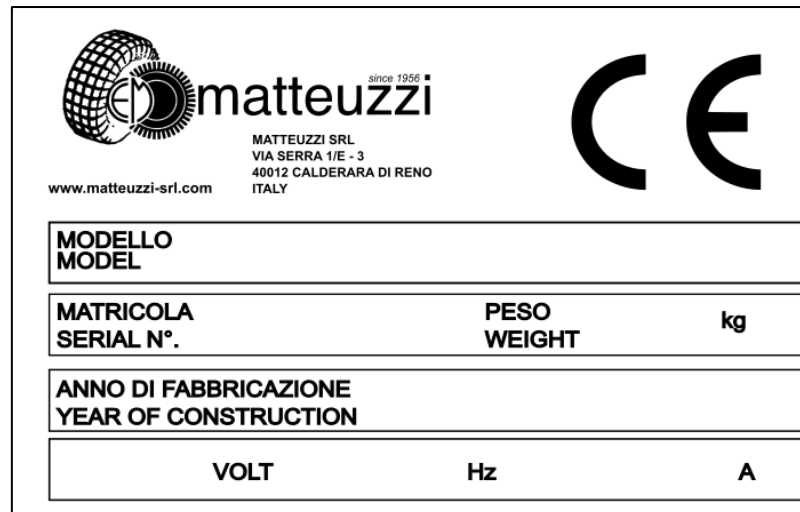 since 1956
matteuzzi
MATTEUZZI SRL
VIA SERRA 1/E - 3
40012 CALDERARA DI RENO
www.matteuzzi-srl.com ITALY
CE
MODELLO
MODEL
MATRICOLA PESO kg
SERIAL N°. WEIGHT
ANNO DI FABBRICAZIONE
YEAR OF CONSTRUCTION
VOLT Hz A